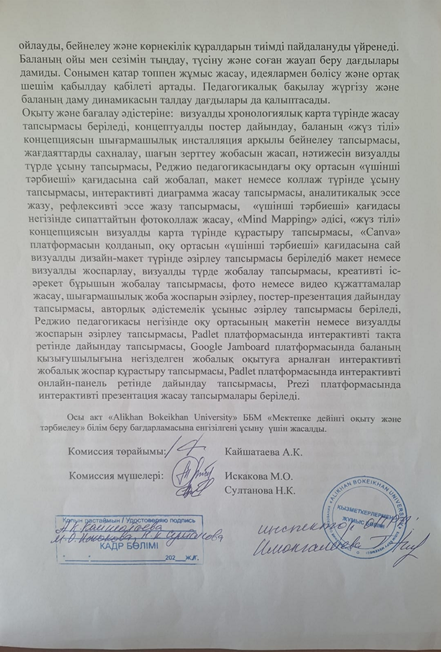 ойлауды, бейнелеу және көрнекілік құралдарын тиімді пайдалануды үйренеді.
Баланың ойы мен сезімін тыңдау, түсіну және соған жауап беру дағдылары
дамиды. Сонымен қатар топпен жұмыс жасау, идеялармен бөлісу және ортақ
шешім қабылдау қабілеті артады. Педагогикалық бақылау жүргізу және
баланың даму динамикасын талдау дағдылары да қалыптасады.
Оқыту және бағалау әдістеріне: визуалды хронологиялық карта түрінде жасау
тапсырмасы беріледі, концептуалды постер дайындау, баланың «жүз тілі»
концепциясын шығармашылық инсталляция арқылы бейнелеу тапсырмасы,
жағдаяттарды сахналау, шағын зерттеу жобасын жасап, нәтижесін визуалды
түрде ұсыну тапсырмасы, Реджио педагогикасындағы оқу ортасын «үшінші
тәрбиеші» қағидасына сай жобалап, макет немесе коллаж түрінде ұсыну
тапсырмасы, интерактивті диаграмма жасау тапсырмасы, аналитикалық эссе
жазу, рефлексивті эссе жазу тапсырмасы, «үшінші тәрбиеші» қағидасы
негізінде сипаттайтын фотоколлаж жасау, «Mind Mapping» әдісі, «жүз тілі»
концепциясын визуалды карта түрінде құрастыру тапсырмасы, «Canva»
платформасын қолданып, оқу ортасын «үшінші тәрбиеші» қағидасына сай
визуалды дизайн-макет түрінде әзірлеу тапсырмасы беріледі6 макет немесе
визуалды жоспарлау, визуалды түрде жобалау тапсырмасы, креативті іс-
әрекет бұрышын жобалау тапсырмасы, фото немесе видео құжаттамалар
жасау, шығармашылық жоба жоспарын әзірлеу, постер-презентация дайындау
тапсырмасы, авторлық әдістемелік ұсыныс әзірлеу тапсырмасы беріледі,
Реджио педагогикасы негізінде оқу ортасының макетін немесе визуалды
жоспарын әзірлеу тапсырмасы, Padlet платформасында интерактивті тақта
ретінде дайындау тапсырмасы, Google Jamboard платформасында баланың
қызығушылығына негізделген жобалық оқытуға арналған интерактивті
жобалық жоспар құрастыру тапсырмасы, Padlet платформасында интерактивті
онлайн-панель ретінде дайындау тапсырмасы, Prezi платформасында
интерактивті презентация жасау тапсырмалары беріледі.
Осы акт «Alikhan Bokeikhan University» ББМ «Мектепке дейінгі оқыту және
тәрбиелеу» білім беру бағдарламасына енгізілгені ұсыну үшін жасалды.
Комиссия төрайымы: Кайшатаева А.К.
Комиссия мүшелері: Искакова М.О.
Султанова Н.К.
Қолын растаймын / Удостоверяю подпись
А.К. Кайшатаева
М.О. Искакова, Н.К. Султанова
КАДР БӨЛІМІ
202 ж./г.
ALIKHAN BOKEIKHAN UNIVERSITY
инспектор